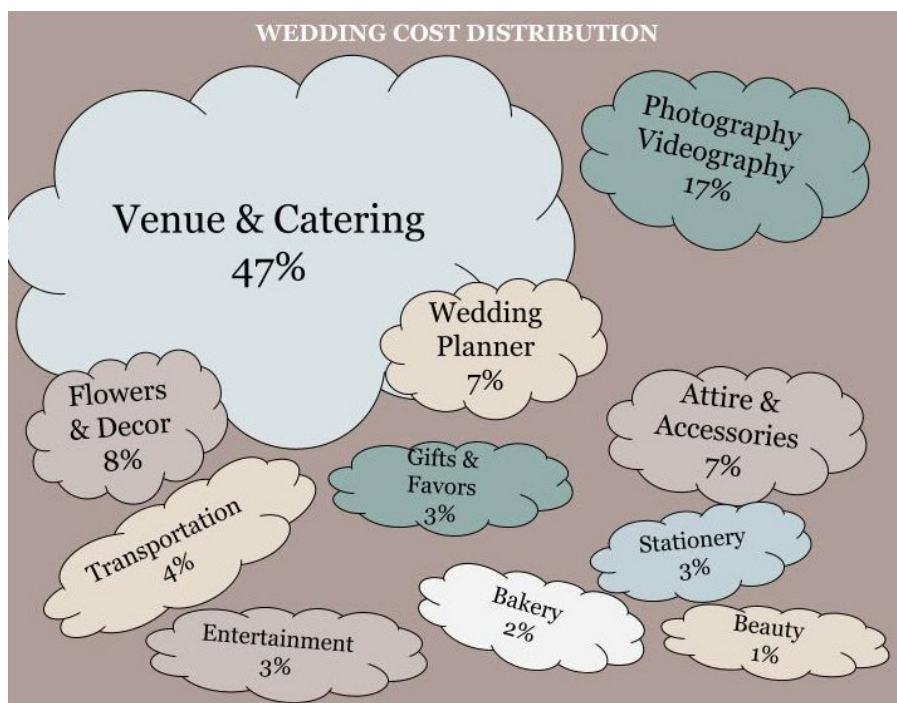 WEDDING COST DISTRIBUTION
Photography
Videography
17%
Venue & Catering
47%
Wedding
Planner
7%
Flowers
& Decor
8%
Attire &
Accessories
7%
Gifts &
Favors
3%
Transportation
4%
Stationery
3%
Bakery
2%
Entertainment
3%
Beauty
1%